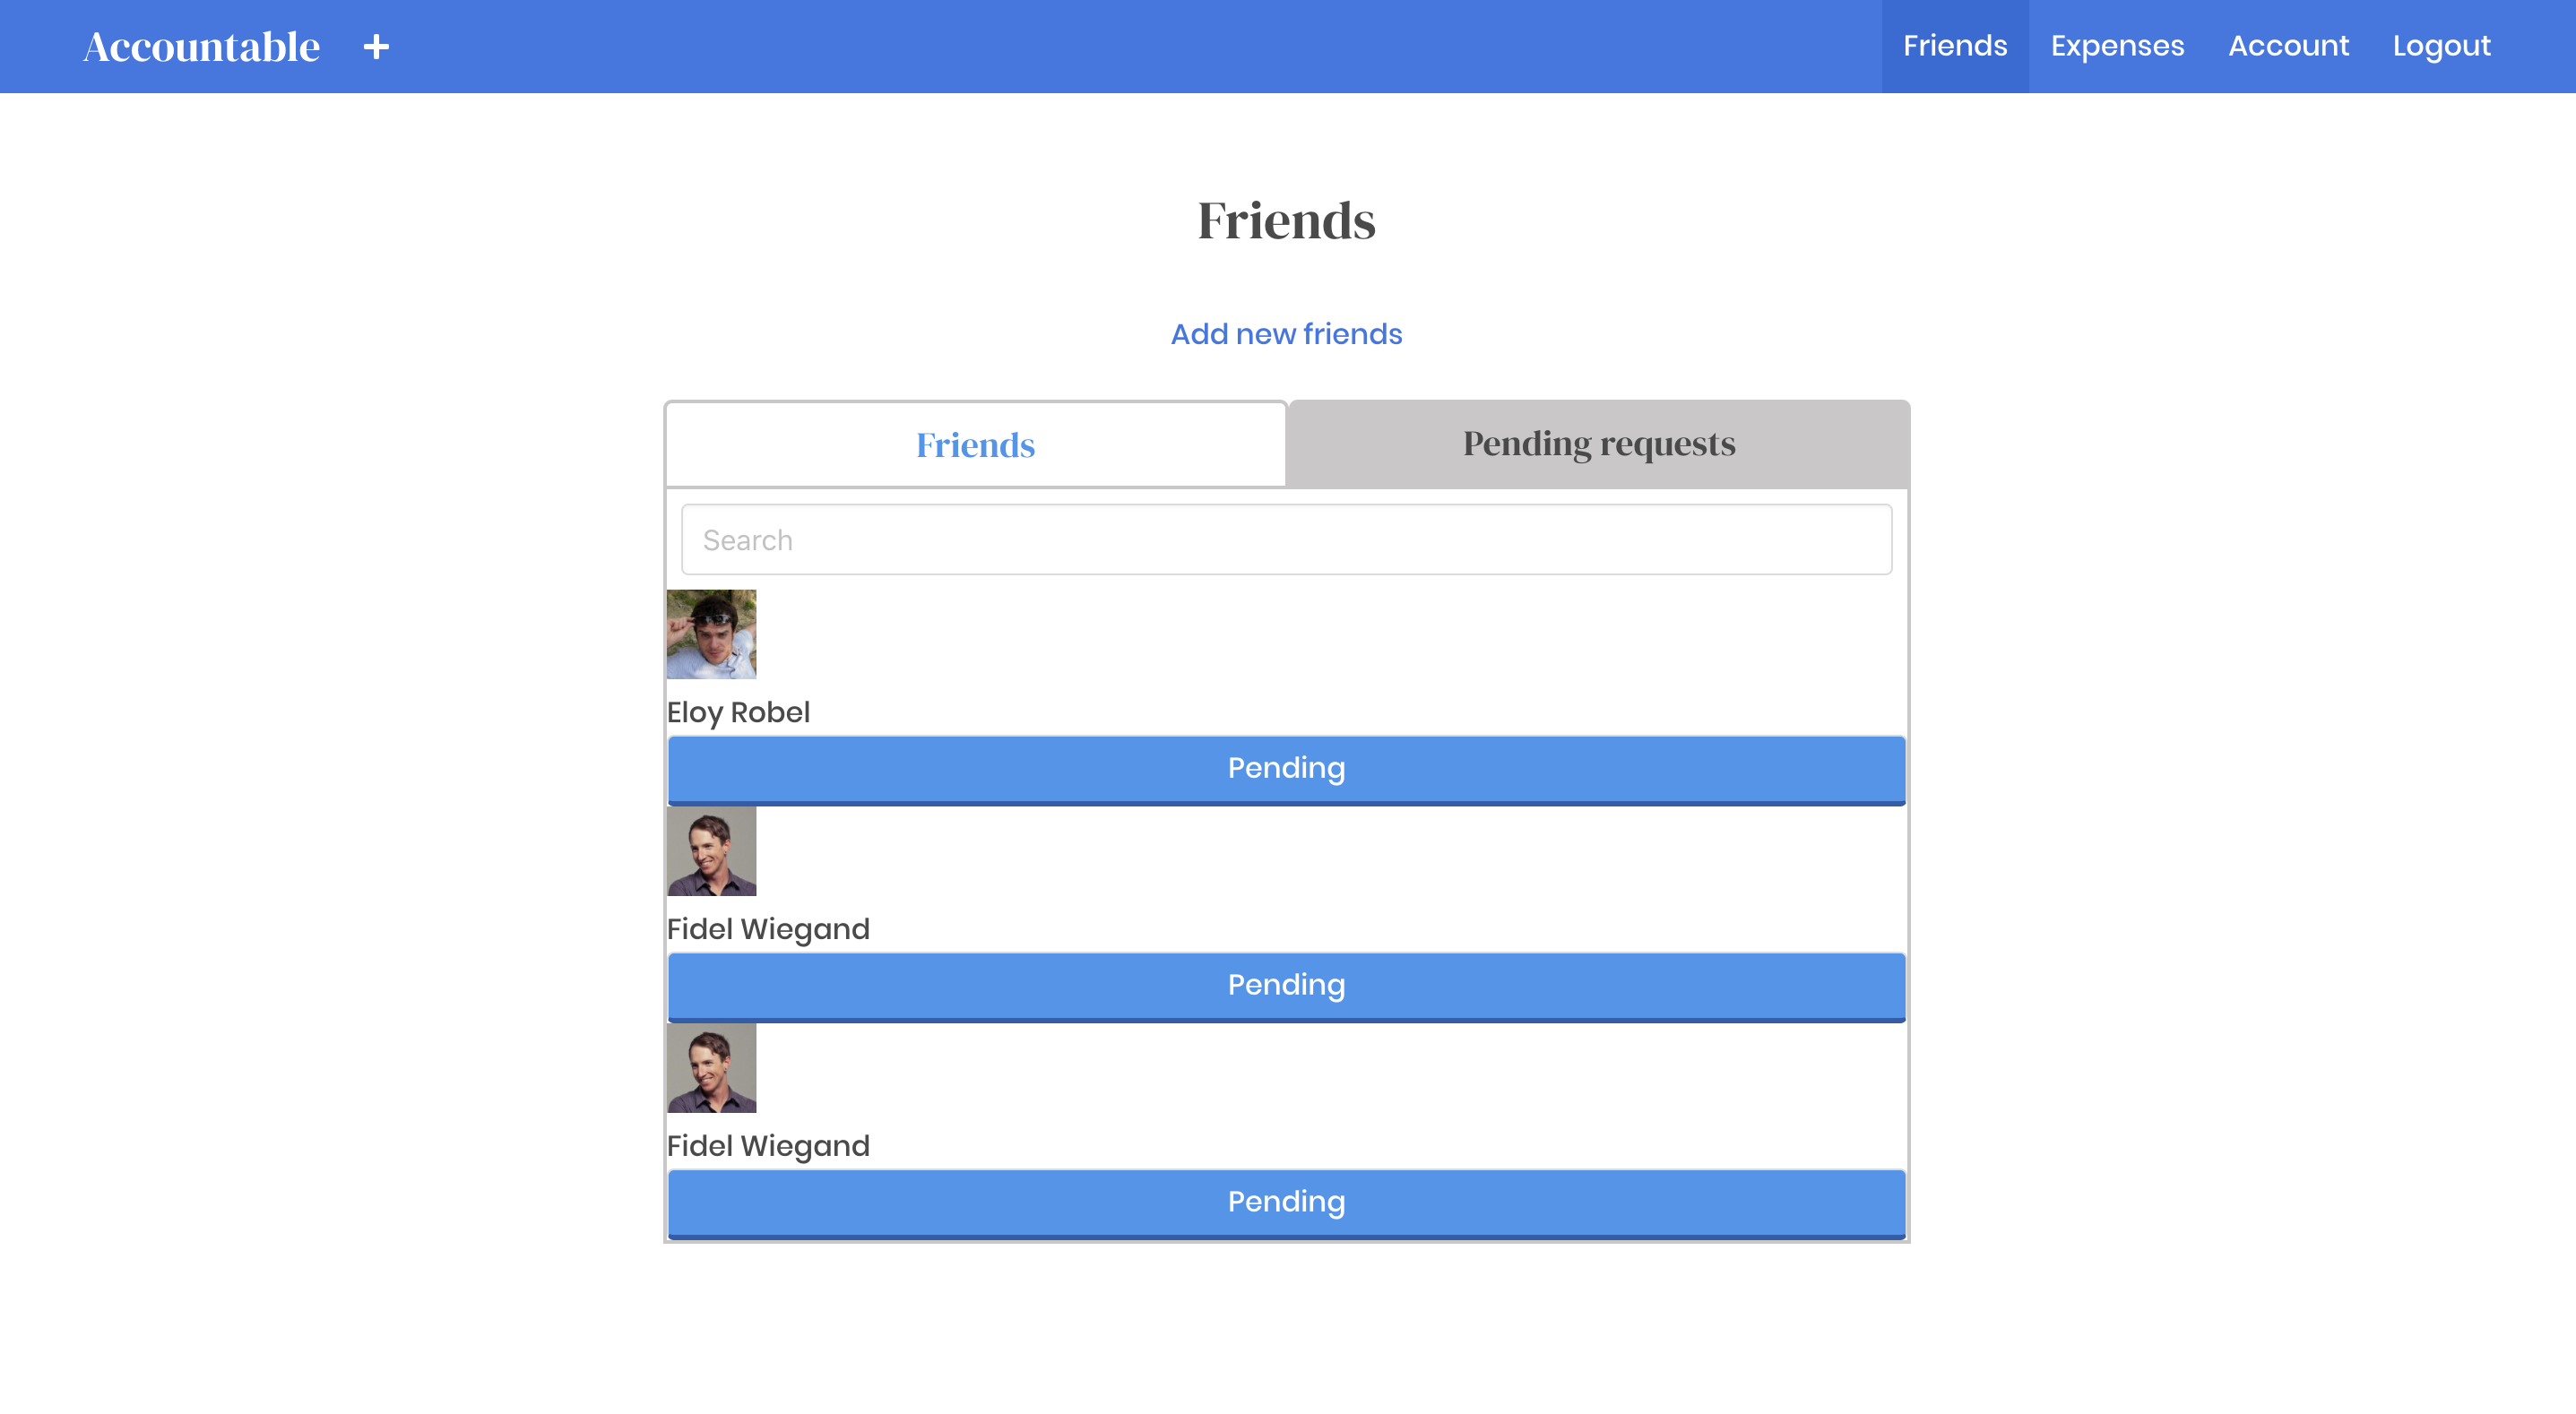 Accountable +
Friends Expenses Account Logout
Friends
Add new friends
Friends
Pending requests
Search
Eloy Robel
Pending
Fidel Wiegand
Pending
Fidel Wiegand
Pending